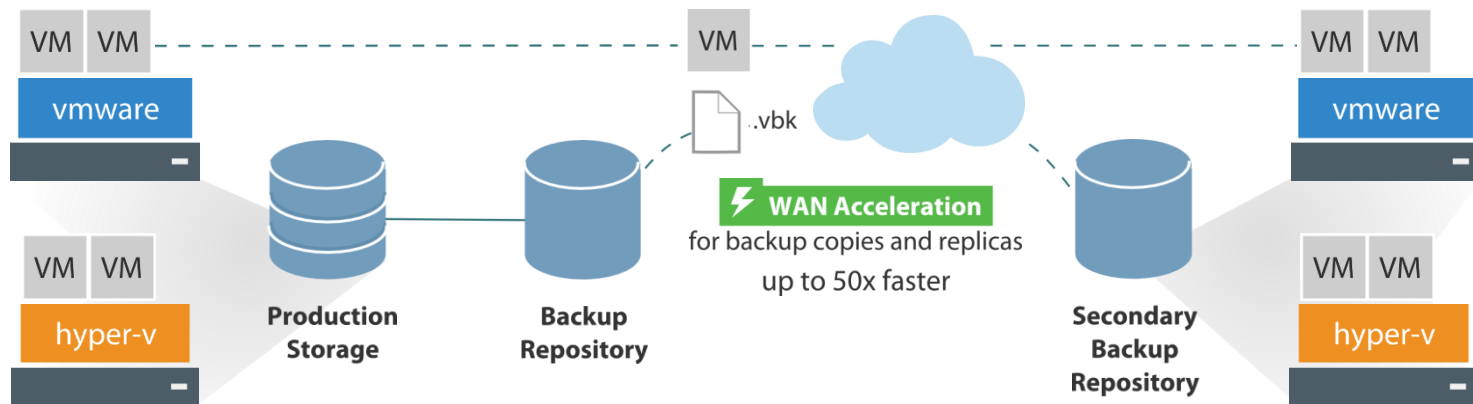 VM VM
vmware
VM VM
hyper-v
Production
Storage
Backup
Repository
VM
.vbk
WAN Acceleration
for backup copies and replicas
up to 50x faster
Secondary
Backup
Repository
VM VM
vmware
VM VM
hyper-v